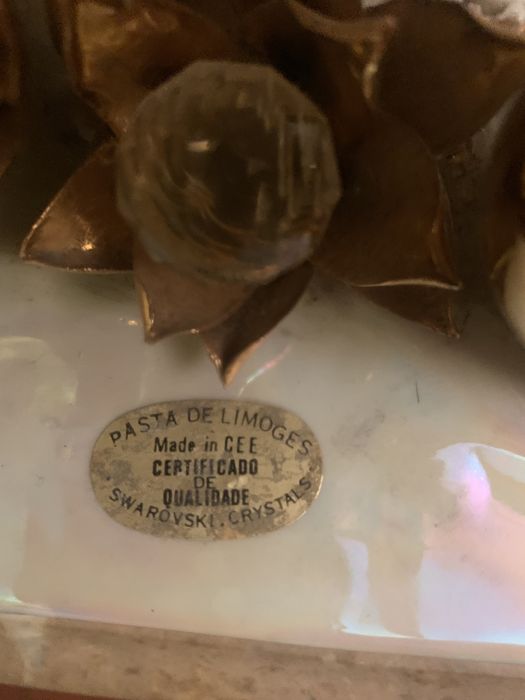 PASTA DE LIMOGES
Made in CEE
CERTIFICADO
DE
QUALIDADE
SWAROVSKI. CRYSTALS